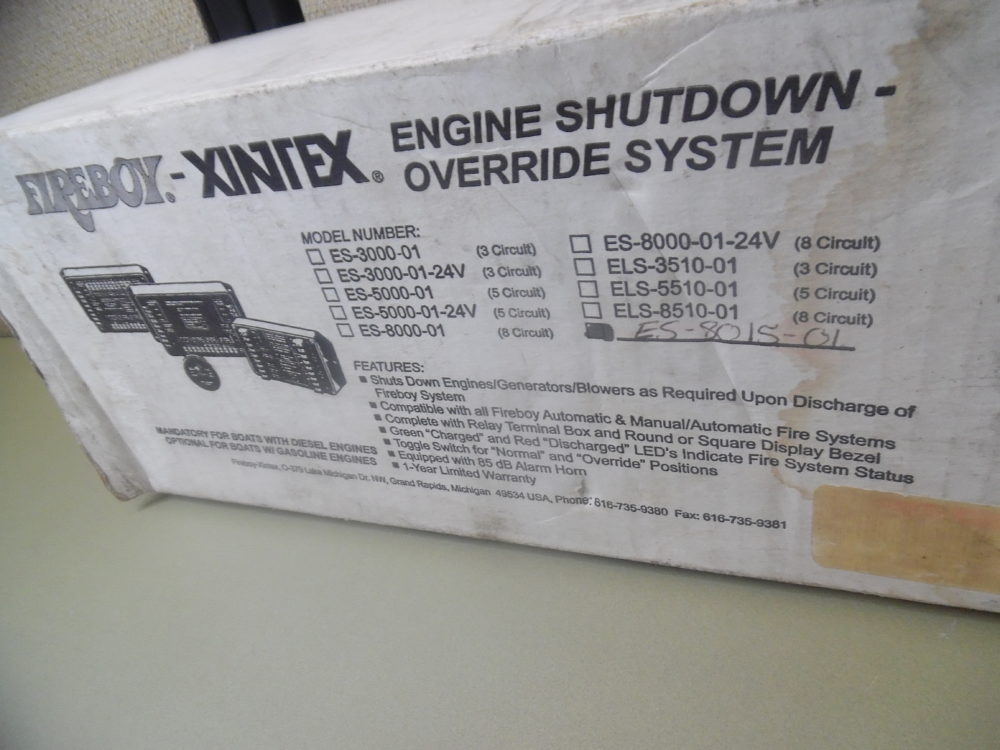 FIREBOY.-XINTEX® ENGINE SHUTDOWN -
OVERRIDE SYSTEM
MODEL NUMBER:
ES-3000-01 (3 Circuit)
ES-3000-01-24V (3 Circuit)
ES-5000-01 (5 Circuit)
ES-5000-01-24V (5 Circuit)
ES-8000-01 (8 Circuit)
ES-8000-01-24V (8 Circuit)
ELS-3510-01 (3 Circuit)
ELS-5510-01 (5 Circuit)
ELS-8510-01 (8 Circuit)
ES-8015-01
FEATURES:
■ Shuts Down Engines/Generators/Blowers as Required Upon Discharge of
Fireboy System
■ Compatible with all Fireboy Automatic & Manual/Automatic Fire Systems
■ Complete with Relay Terminal Box and Round or Square Display Bezel
■ Green "Charged" and Red "Discharged" LED's Indicate Fire System Status
■ Toggle Switch for "Normal" and "Override" Positions
■ Equipped with 85 dB Alarm Horn
■ 1-Year Limited Warranty
MANDATORY FOR BOATS WITH DIESEL ENGINES
OPTIONAL FOR BOATS W/ GASOLINE ENGINES
Fireboy-Xintex, O-379 Lake Michigan Dr. NW, Grand Rapids, Michigan 49534 USA, Phone: 616-735-9380 Fax: 616-735-9381